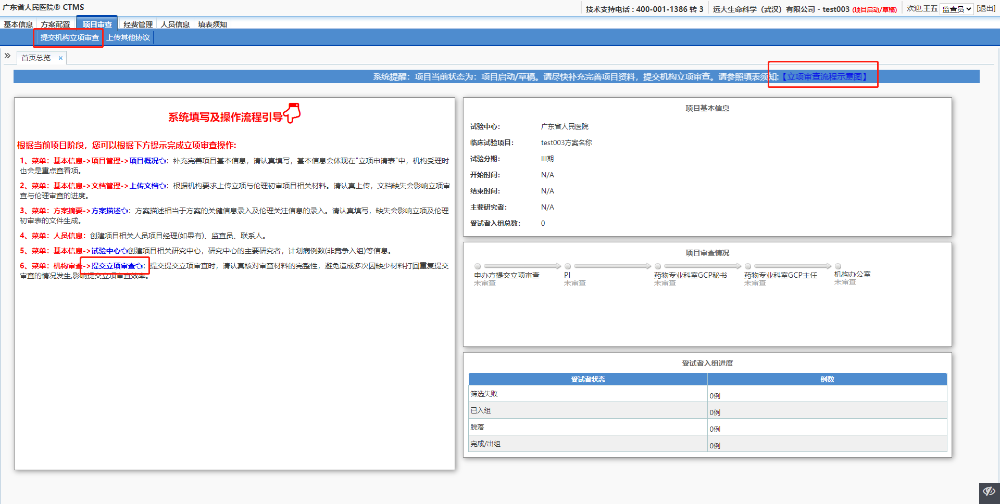 广东省人民医院® CTMS
技术支持电话：400-001-1386 转 3
远大生命科学（武汉）有限公司 - test003 (项目启动/草稿)
欢迎,王五 监查员 [退出]
基本信息 方案配置 项目审查 经费管理 人员信息 填表须知
提交机构立项审查 上传其他协议
首页总览 ×
系统提醒：项目当前状态为：项目启动/草稿。请尽快补充完善项目资料，提交机构立项审查。请参照填表须知:【立项审查流程示意图】
系统填写及操作流程引导
根据当前项目阶段，您可以根据下方提示完成立项审查操作:
1、菜单：基本信息->项目管理->项目概况：补充完善项目基本信息，请认真填写，基本信息会体现在"立项申请表"中，机构受理时
也会是重点查看项。
2、菜单：基本信息->文档管理->上传文档：根据机构要求上传立项与伦理初审项目相关材料。请认真上传，文档缺失会影响立项审
查与伦理审查的进度。
3、菜单：方案摘要->方案描述：方案描述相当于方案的关健信息录入及伦理关注信息的录入。请认真填写，缺失会影响立项及伦理
初审表的文件生成。
4、菜单：人员信息：创建项目相关人员项目经理(如果有)、监查员、联系人。
5、菜单：基本信息->试验中心创建项目相关研究中心，研究中心的主要研究者，计划病例数(非竞争入组)等信息。
6、菜单：机构审查->提交立项审查：提交提交立项审查时，请认真核对审查材料的完整性，避免造成多次因缺少材料打回重复提交
审查的情况发生,影响提交立项审查效率。
项目基本信息
试验中心： 广东省人民医院
临床试验项目： test003方案名称
试验分期： III期
开始时间： N/A
结束时间： N/A
主要研究者： N/A
受试者入组总数： 0
项目审查情况
申办方提交立项审查 PI 药物专业科室GCP秘书 药物专业科室GCP主任 机构办公室
未审查 未审查 未审查 未审查 未审查
受试者入组进度
受试者状态 例数
筛选失败 0例
已入组 0例
脱落 0例
完成/出组 0例